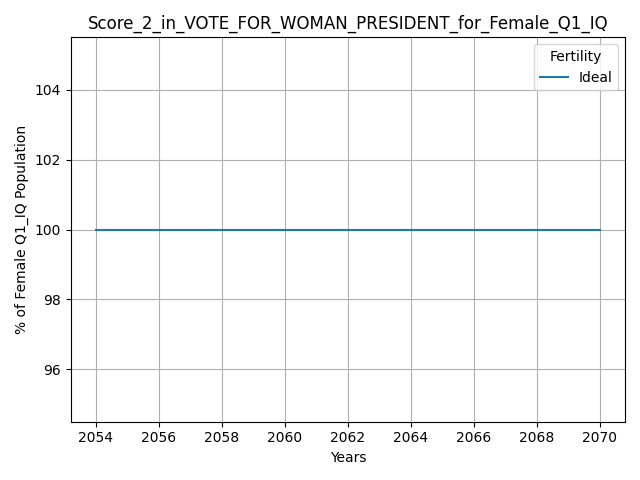 Score_2_in_VOTE_FOR_WOMAN_PRESIDENT_for_Female_Q1_IQ
Fertility
Ideal
104
102
100
98
96
% of Female Q1_IQ Population
2054 2056 2058 2060 2062 2064 2066 2068 2070
Years